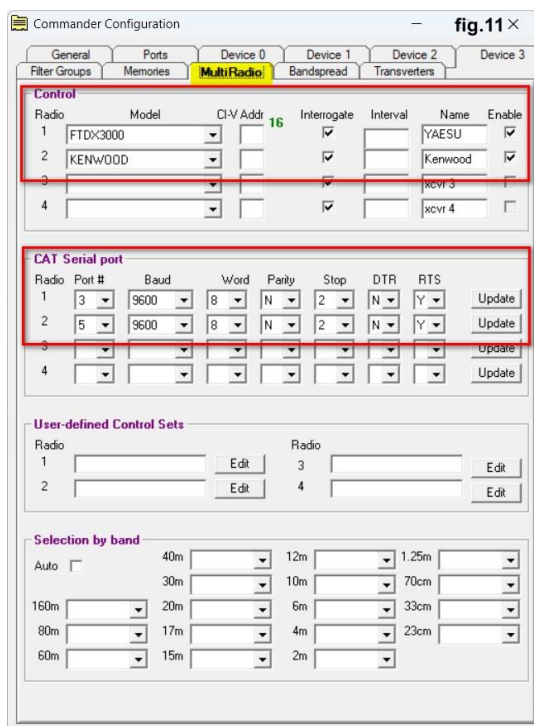 Commander Configuration
fig.11
General Ports Device 0 Device 1 Device 2 Device 3
Filter Groups Memories MultiRadio Bandspread Transverters
Control
Radio Model CI-V Addr 16 Interrogate Interval Name Enable
1 FTDX3000 YAESU
2 KENWOOD Kenwood
3 xcvr 3
4 xcvr 4
CAT Serial port
Radio Port # Baud Word Parity Stop DTR RTS
1 3 9600 8 N 2 N Y Update
2 5 9600 8 N 2 N Y Update
3 Update
4 Update
User-defined Control Sets
Radio Radio
1 Edit 3 Edit
2 Edit 4 Edit
Selection by band
Auto 40m 12m 1.25m
30m 10m 70cm
160m 20m 6m 33cm
80m 17m 4m 23cm
60m 15m 2m